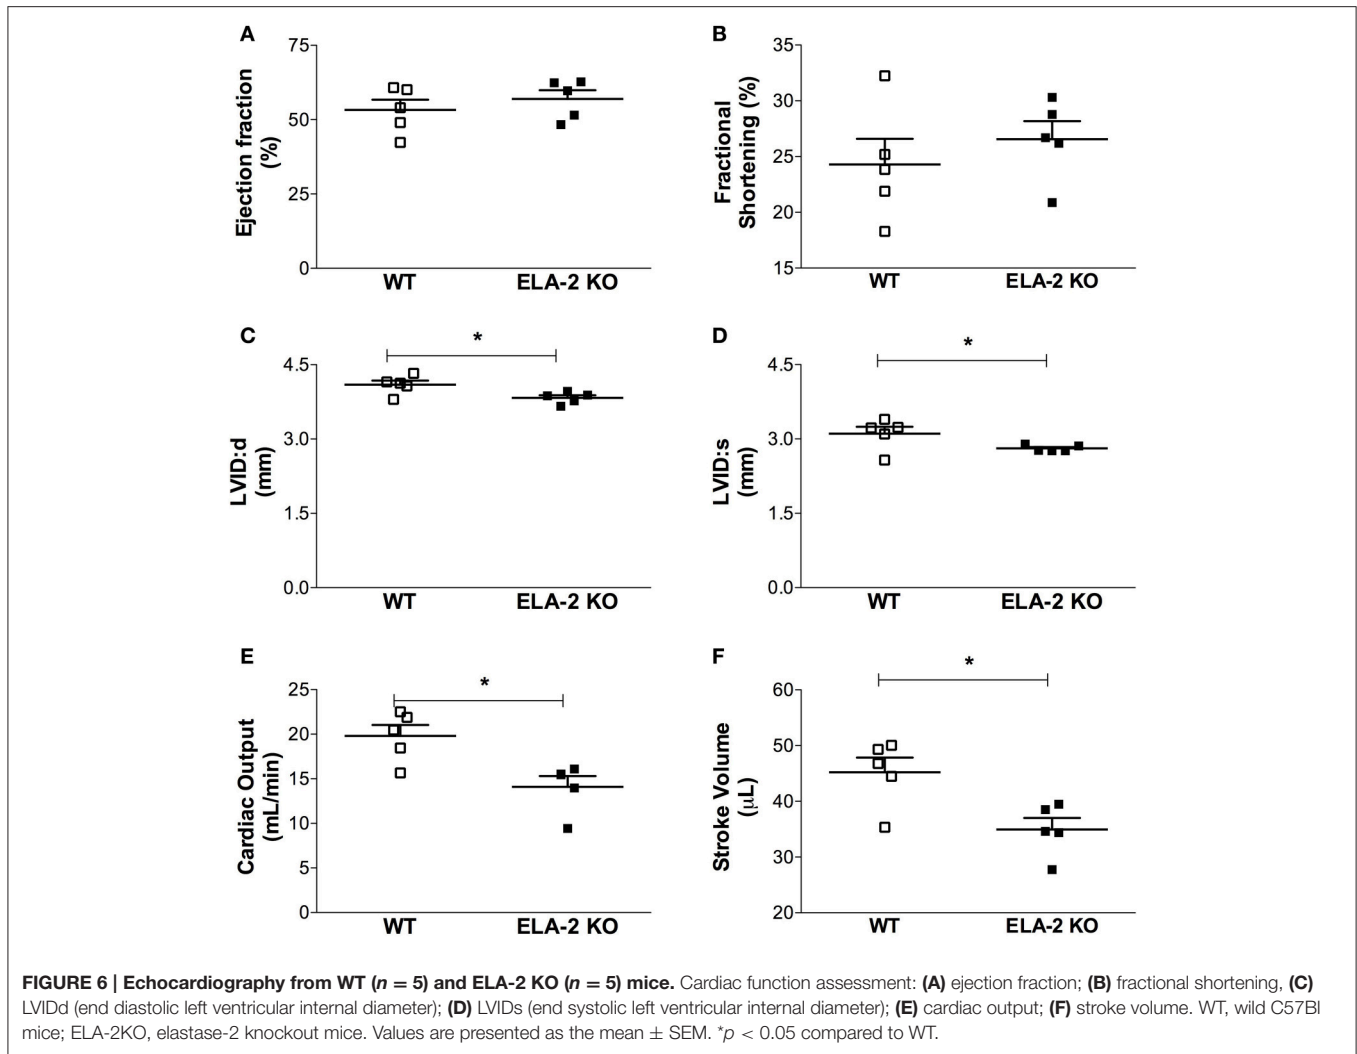 A
75
50
25
0
Ejection fraction
(%)
WT
ELA-2 KO
B
35
30
25
20
15
Fractional
Shortening (%)
WT
ELA-2 KO
C
*
4.5
3.0
1.5
0.0
LVID:d
(mm)
WT
ELA-2 KO
D
*
4.5
3.0
1.5
0.0
LVID:s
(mm)
WT
ELA-2 KO
E
*
25
20
15
10
5
0
Cardiac Output
(mL/min)
WT
ELA-2 KO
F
*
60
50
40
30
20
Stroke Volume
(μL)
WT
ELA-2 KO
FIGURE 6 | Echocardiography from WT (n = 5) and ELA-2 KO (n = 5) mice. Cardiac function assessment: (A) ejection fraction; (B) fractional shortening, (C)
LVIDd (end diastolic left ventricular internal diameter); (D) LVIDs (end systolic left ventricular internal diameter); (E) cardiac output; (F) stroke volume. WT, wild C57Bl
mice; ELA-2KO, elastase-2 knockout mice. Values are presented as the mean ± SEM. *p < 0.05 compared to WT.